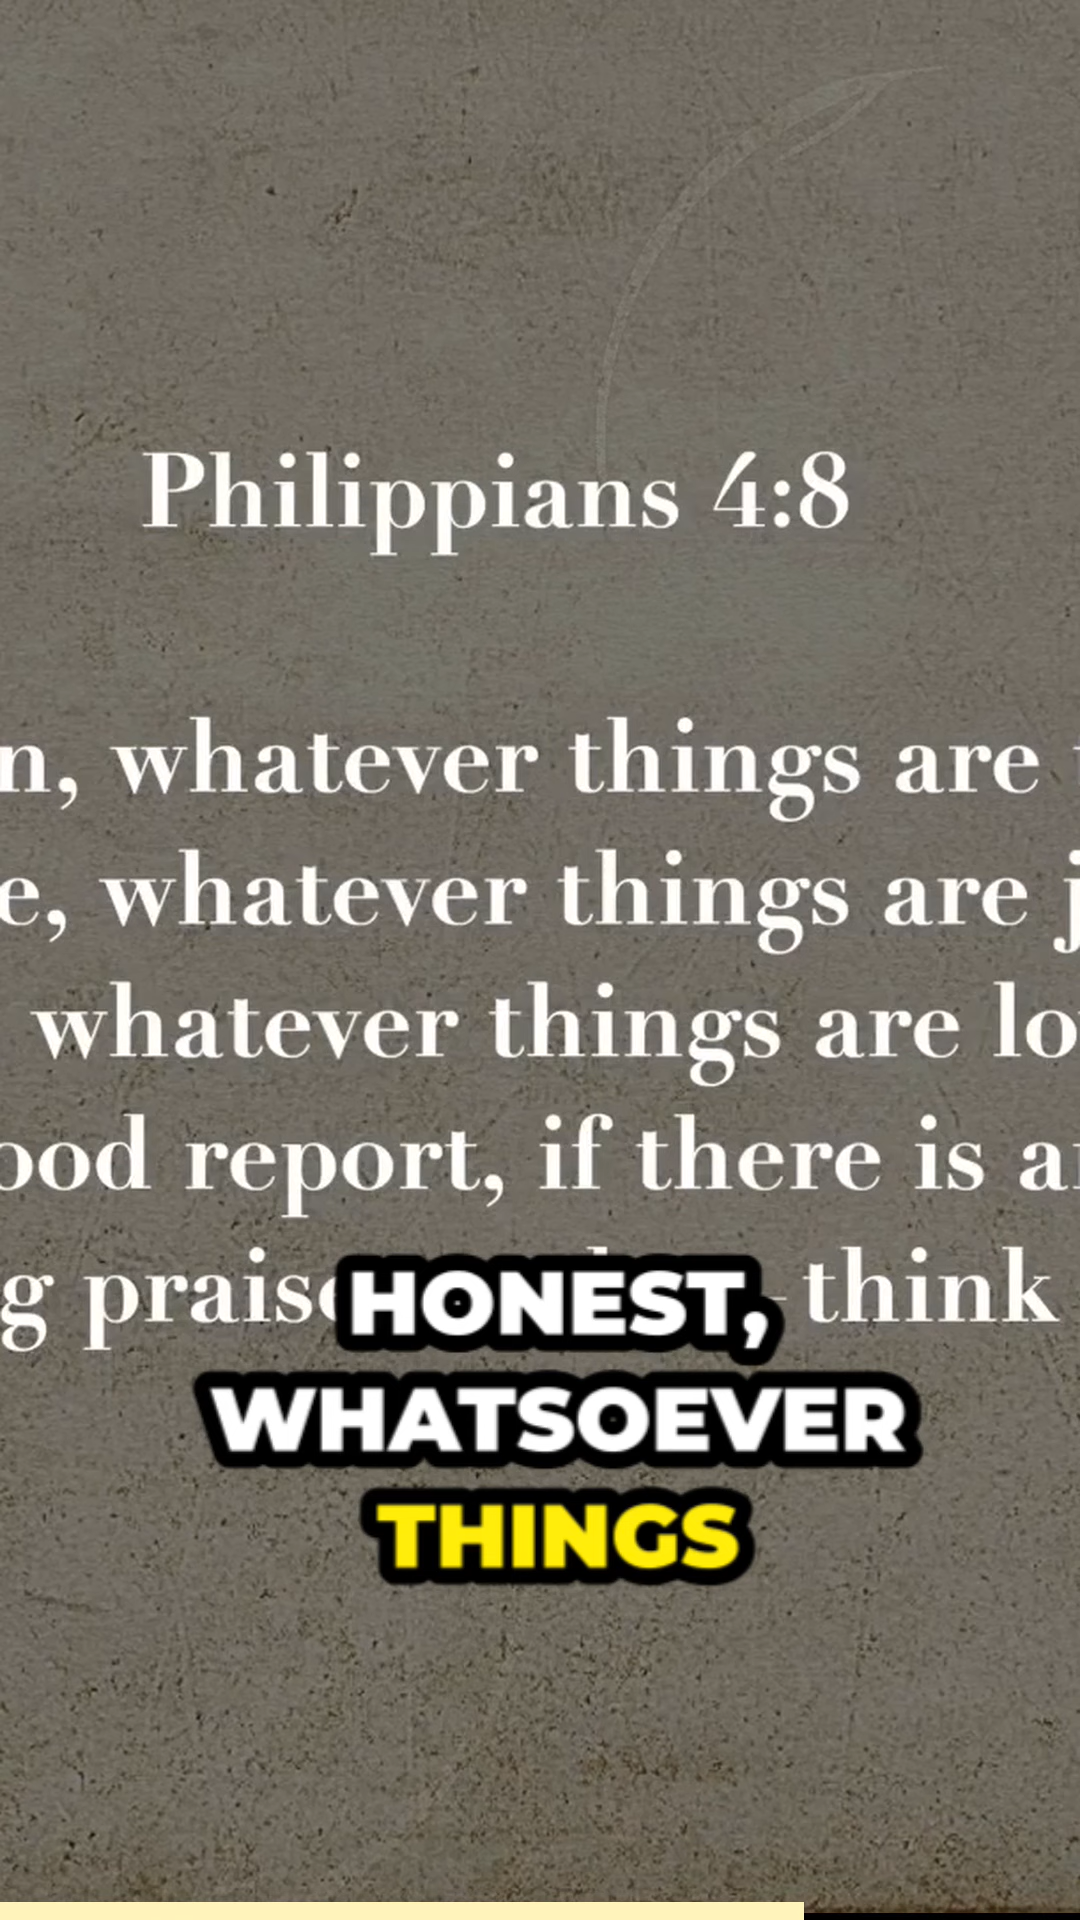 Philippians 4:8
n, whatever things are
e, whatever things are j
whatever things are lo
ood report, if there is a
g praise think
HONEST,
WHATSOEVER
THINGS